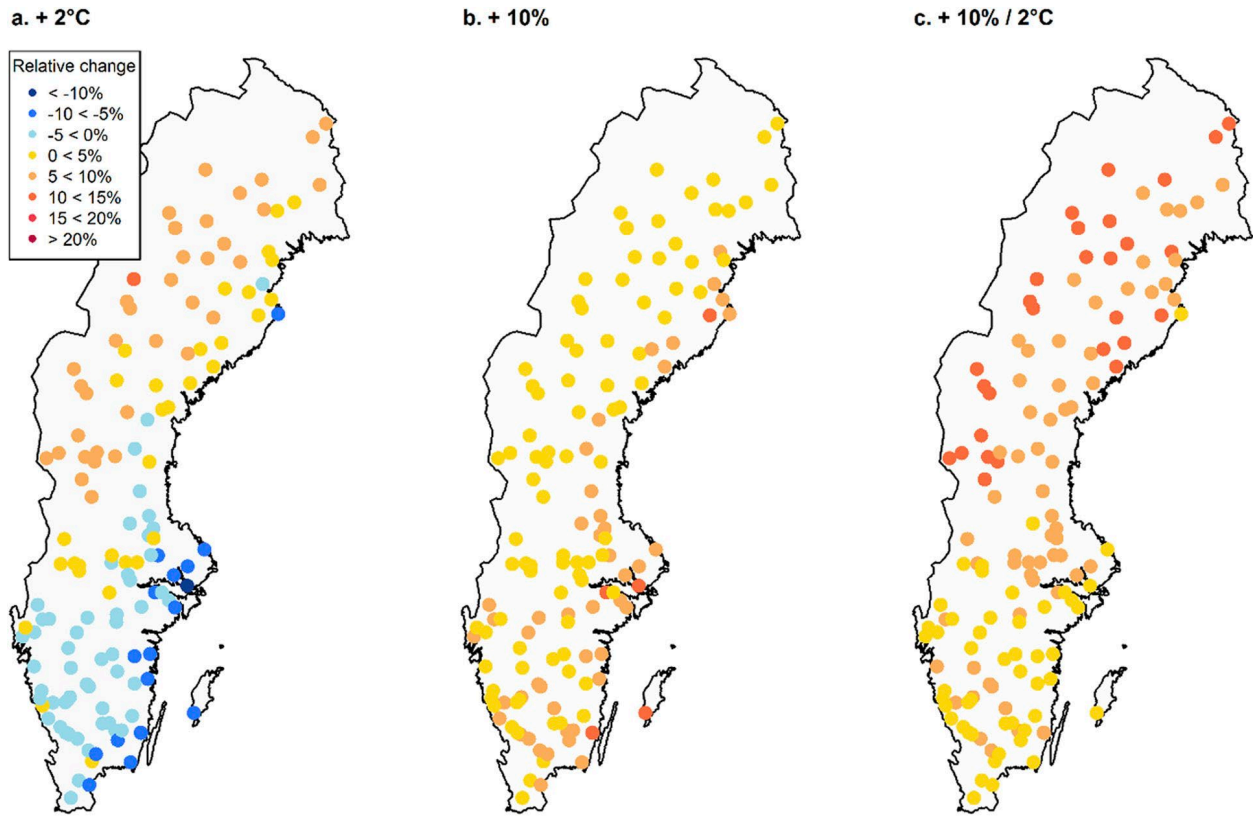 a. + 2°C
b. + 10%
c. + 10% / 2°C
Relative change
< -10%
-10 < -5%
-5 < 0%
0 < 5%
5 < 10%
10 < 15%
15 < 20%
> 20%